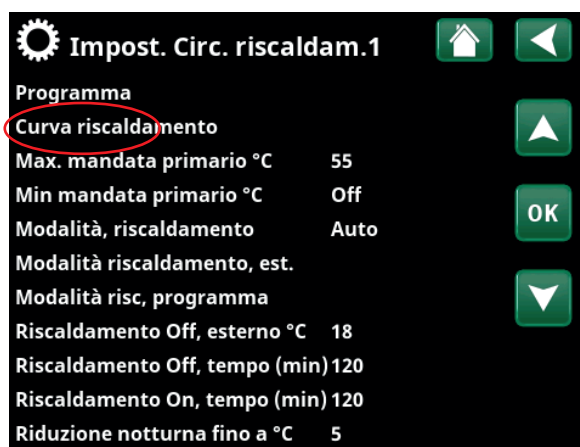 Impost. Circ. riscaldam.1
Programma
Curva riscaldamento
Max. mandata primario °C 55
Min mandata primario °C Off
Modalità, riscaldamento Auto
OK
Modalità riscaldamento, est.
Modalità risc, programma
Riscaldamento Off, esterno °C 18
Riscaldamento Off, tempo (min) 120
Riscaldamento On, tempo (min) 120
Riduzione notturna fino a °C 5